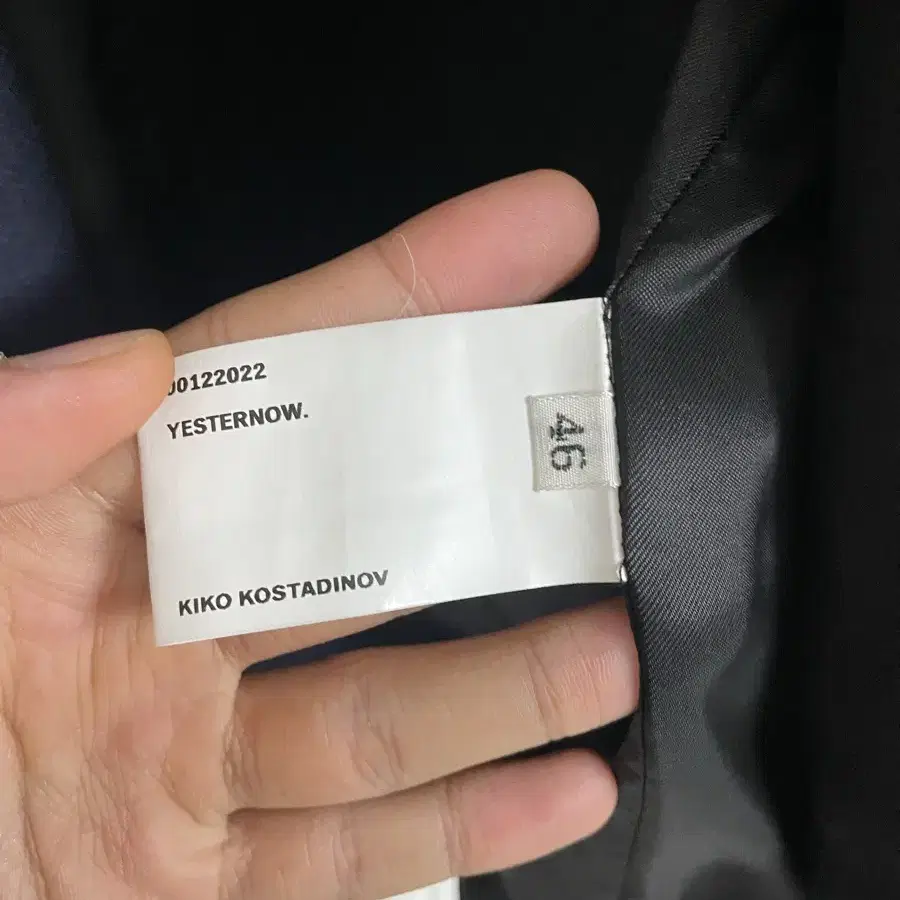 00122022
YESTERNOW.
46
KIKO KOSTADINOV